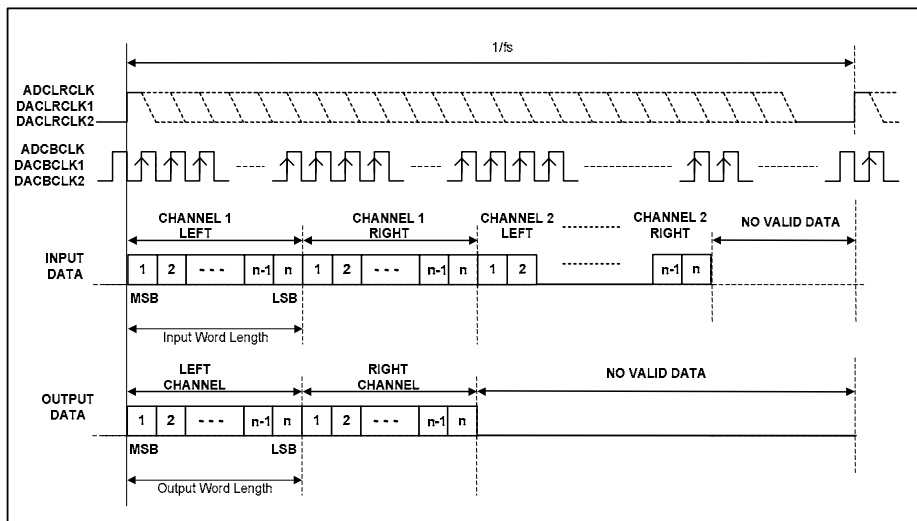 1/fs
ADCLRCLK
DACLRCLK1
DACLRCLK2
ADCBCLK
DACBCLK1
DACBCLK2
CHANNEL 1 LEFT
CHANNEL 1 RIGHT
CHANNEL 2 LEFT
CHANNEL 2 RIGHT
NO VALID DATA
INPUT DATA
1 2 n-1 n 1 2 n-1 n 1 2 n-1 n
MSB LSB
Input Word Length
LEFT CHANNEL
RIGHT CHANNEL
NO VALID DATA
OUTPUT DATA
1 2 n-1 n 1 2 n-1 n
MSB LSB
Output Word Length